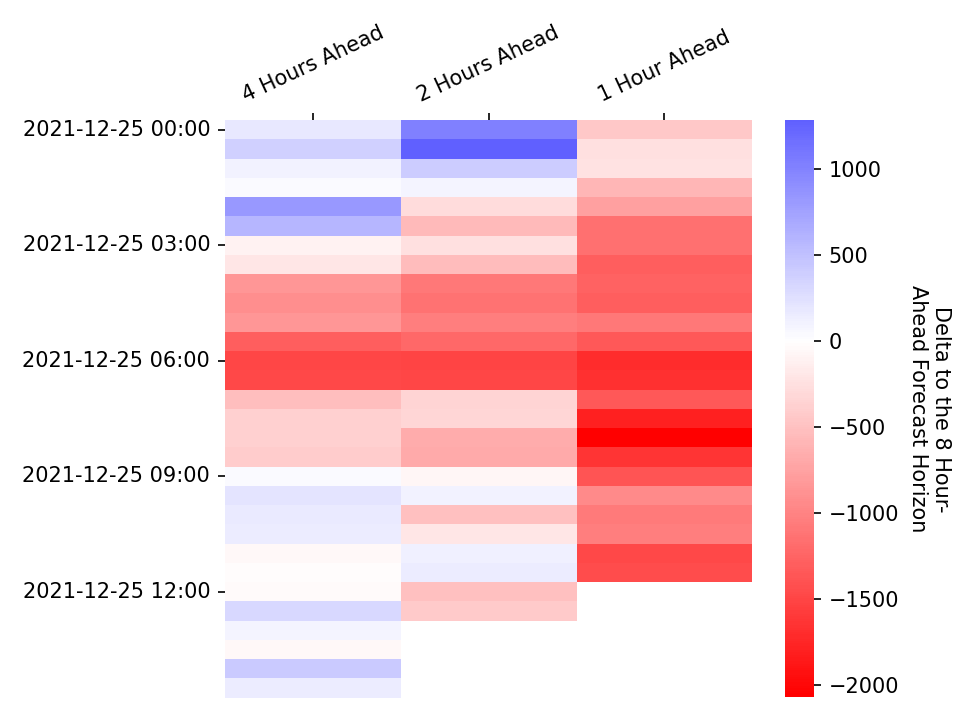 4 Hours Ahead
2 Hours Ahead
1 Hour Ahead
2021-12-25 00:00
2021-12-25 03:00
2021-12-25 06:00
2021-12-25 09:00
2021-12-25 12:00
1000
500
0
−500
−1000
−1500
−2000
Delta to the 8 Hour-
Ahead Forecast Horizon